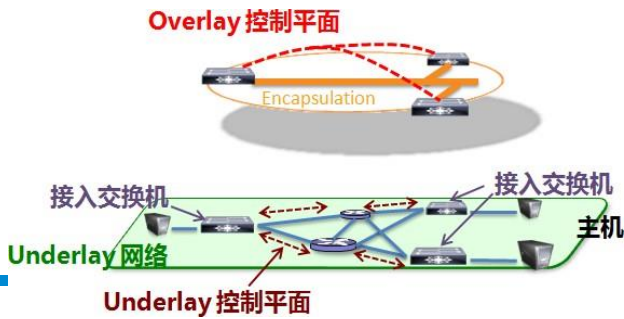 Overlay 控制平面
Encapsulation
接入交换机
接入交换机
主机
Underlay 网络
Underlay 控制平面